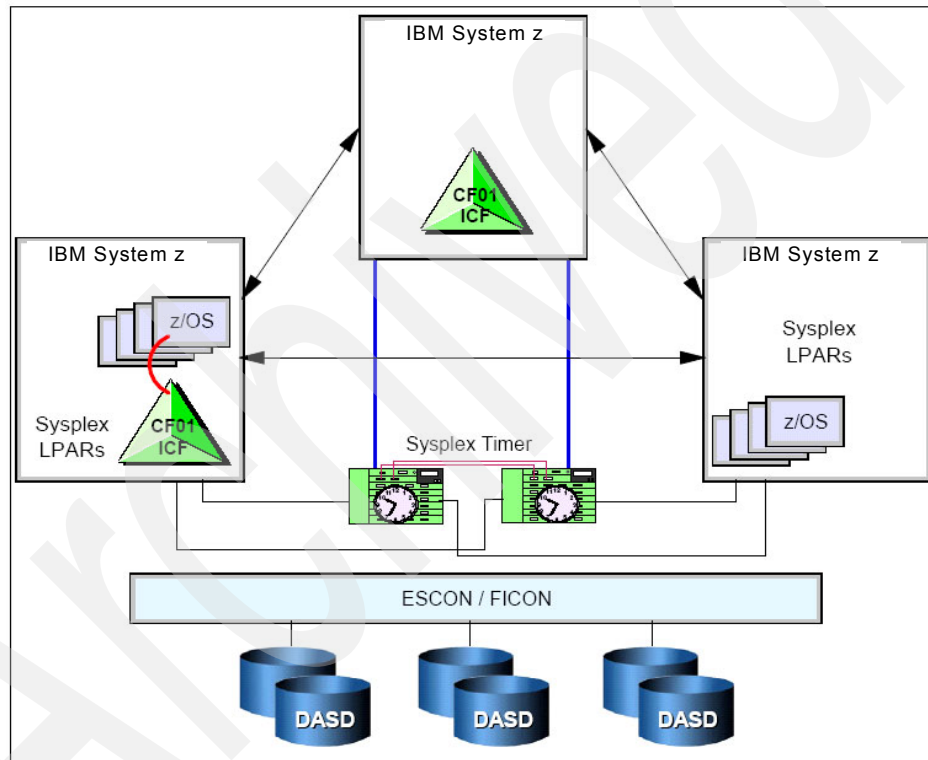 IBM System z
CF01
ICF
IBM System z
z/OS
Sysplex
LPARs
CF01
ICF
IBM System z
Sysplex
LPARs
z/OS
Sysplex Timer
ESCON / FICON
DASD
DASD
DASD
Archived